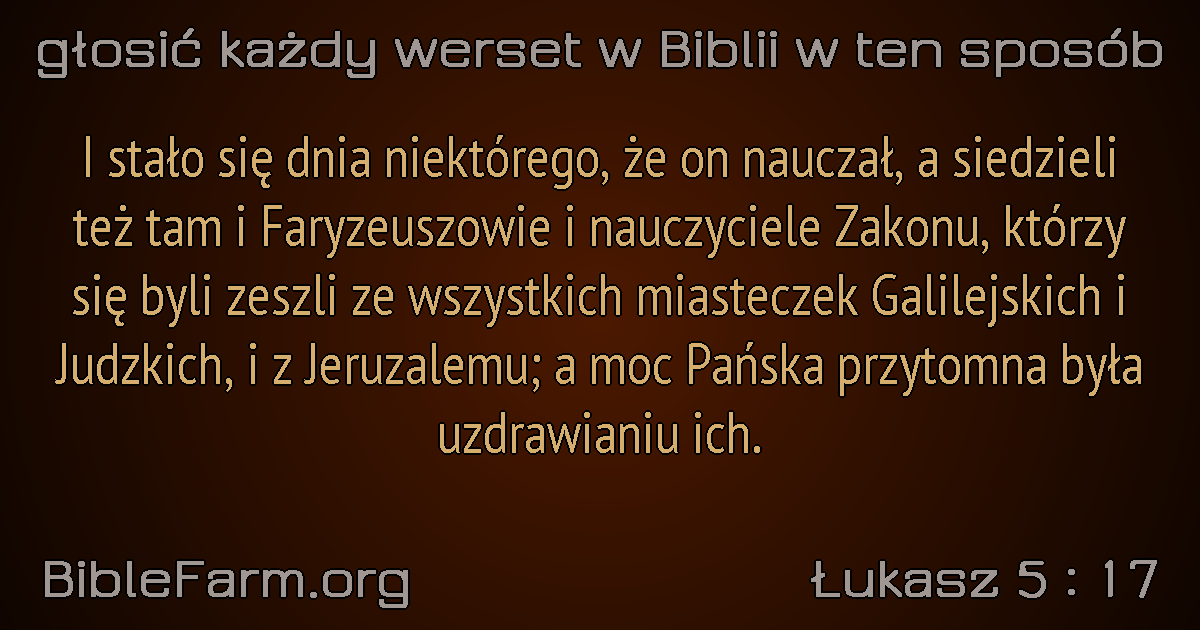 głosić każdy werset w Biblii w ten sposób
I stało się dnia niektórego, że on nauczał, a siedzieli
też tam i Faryzeuszowie i nauczyciele Zakonu, którzy
się byli zeszli ze wszystkich miasteczek Galilejskich i
Judzkich, i z Jeruzalemu; a moc Pańska przytomna była
uzdrawianiu ich.
BibleFarm.org
Łukasz 5 : 17